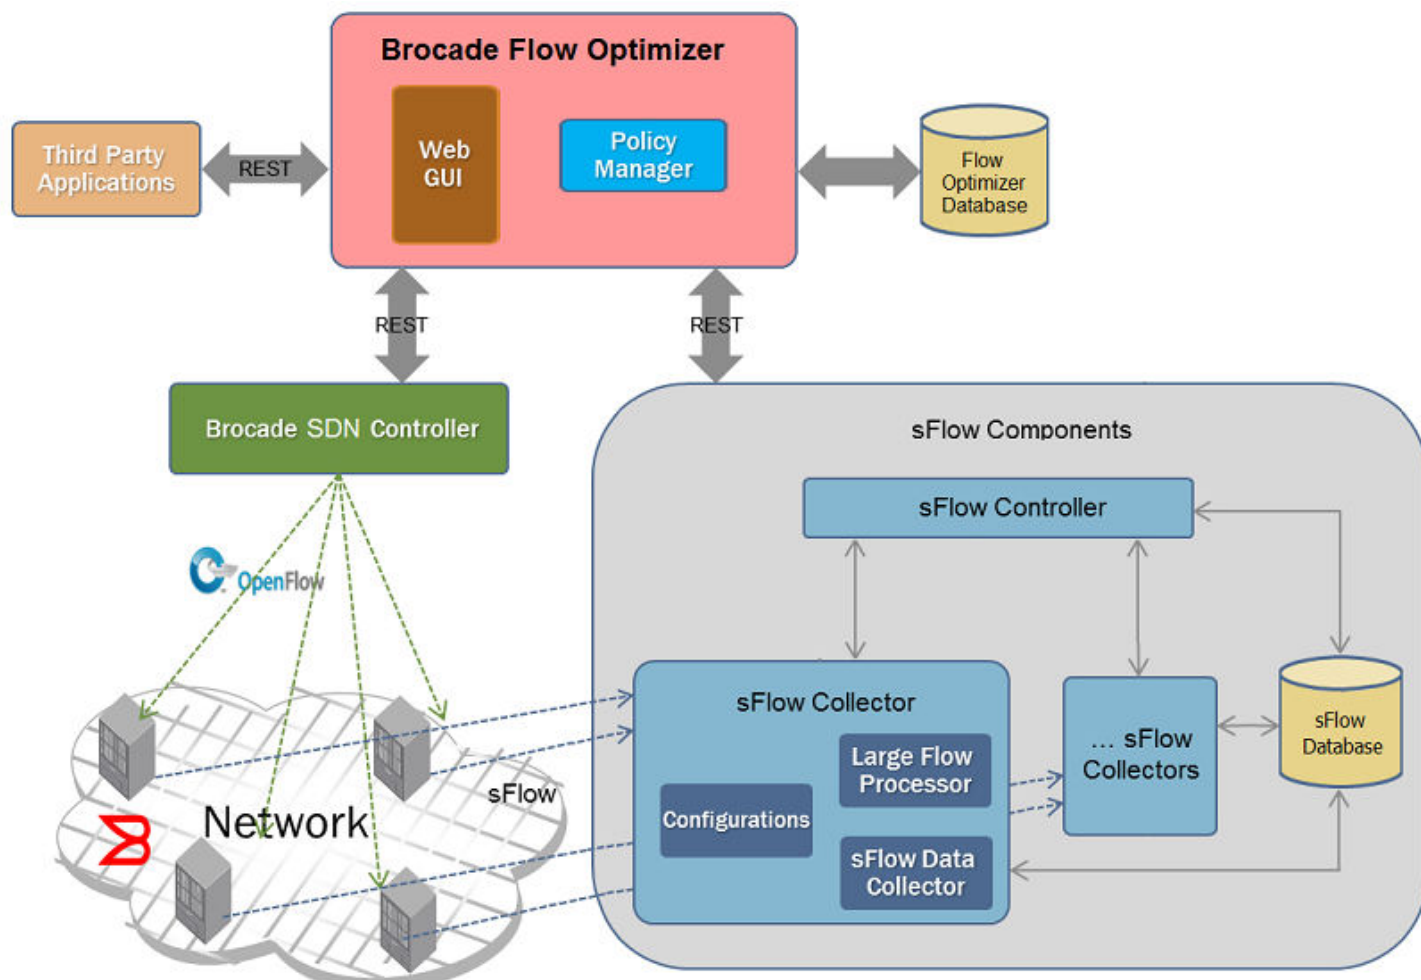 Brocade Flow Optimizer
Web
GUI
Policy
Manager
Third Party
Applications
REST
Flow
Optimizer
Database
REST
REST
Brocade SDN Controller
sFlow Components
sFlow Controller
OpenFlow
sFlow Collector
Large Flow
Processor
Configurations
sFlow Data
Collector
... sFlow
Collectors
sFlow
Database
sFlow
Network